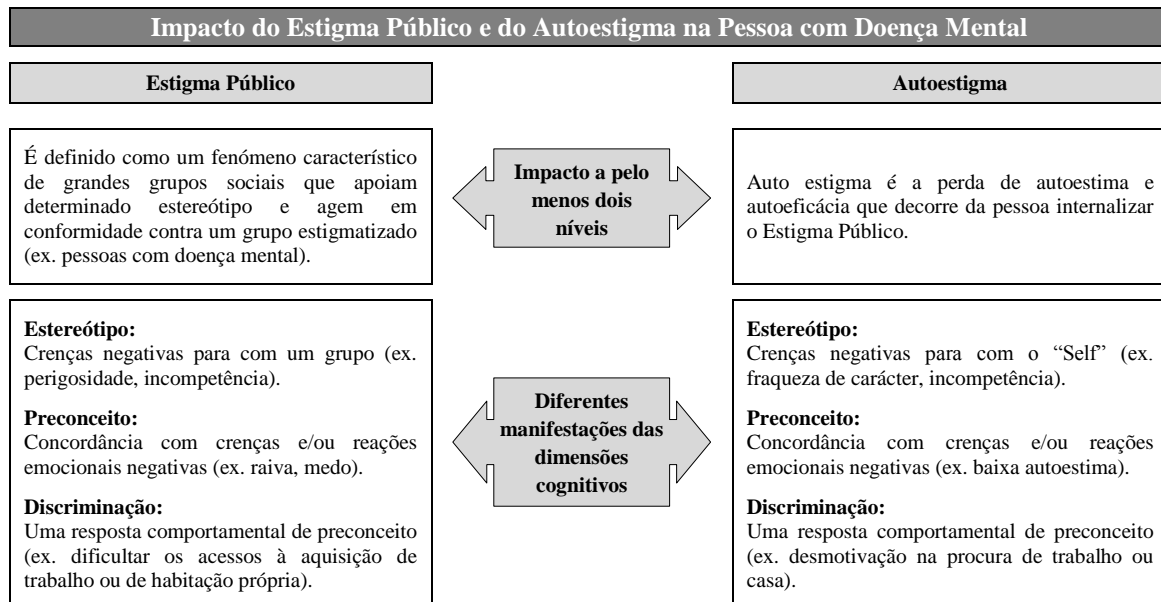 Impacto do Estigma Público e do Autoestigma na Pessoa com Doença Mental
Estigma Público
Autoestigma
É definido como um fenómeno característico
de grandes grupos sociais que apoiam
determinado estereótipo e agem em
conformidade contra um grupo estigmatizado
(ex. pessoas com doença mental).
Impacto a pelo
menos dois
níveis
Auto estigma é a perda de autoestima e
autoeficácia que decorre da pessoa internalizar
o Estigma Público.
Estereótipo:
Crenças negativas para com um grupo (ex.
perigosidade, incompetência).
Preconceito:
Concordância com crenças e/ou reações
emocionais negativas (ex. raiva, medo).
Discriminação:
Uma resposta comportamental de preconceito
(ex. dificultar os acessos à aquisição de
trabalho ou de habitação própria).
Diferentes
manifestações das
dimensões
cognitivos
Estereótipo:
Crenças negativas para com o “Self” (ex.
fraqueza de carácter, incompetência).
Preconceito:
Concordância com crenças e/ou reações
emocionais negativas (ex. baixa autoestima).
Discriminação:
Uma resposta comportamental de preconceito
(ex. desmotivação na procura de trabalho ou
casa).